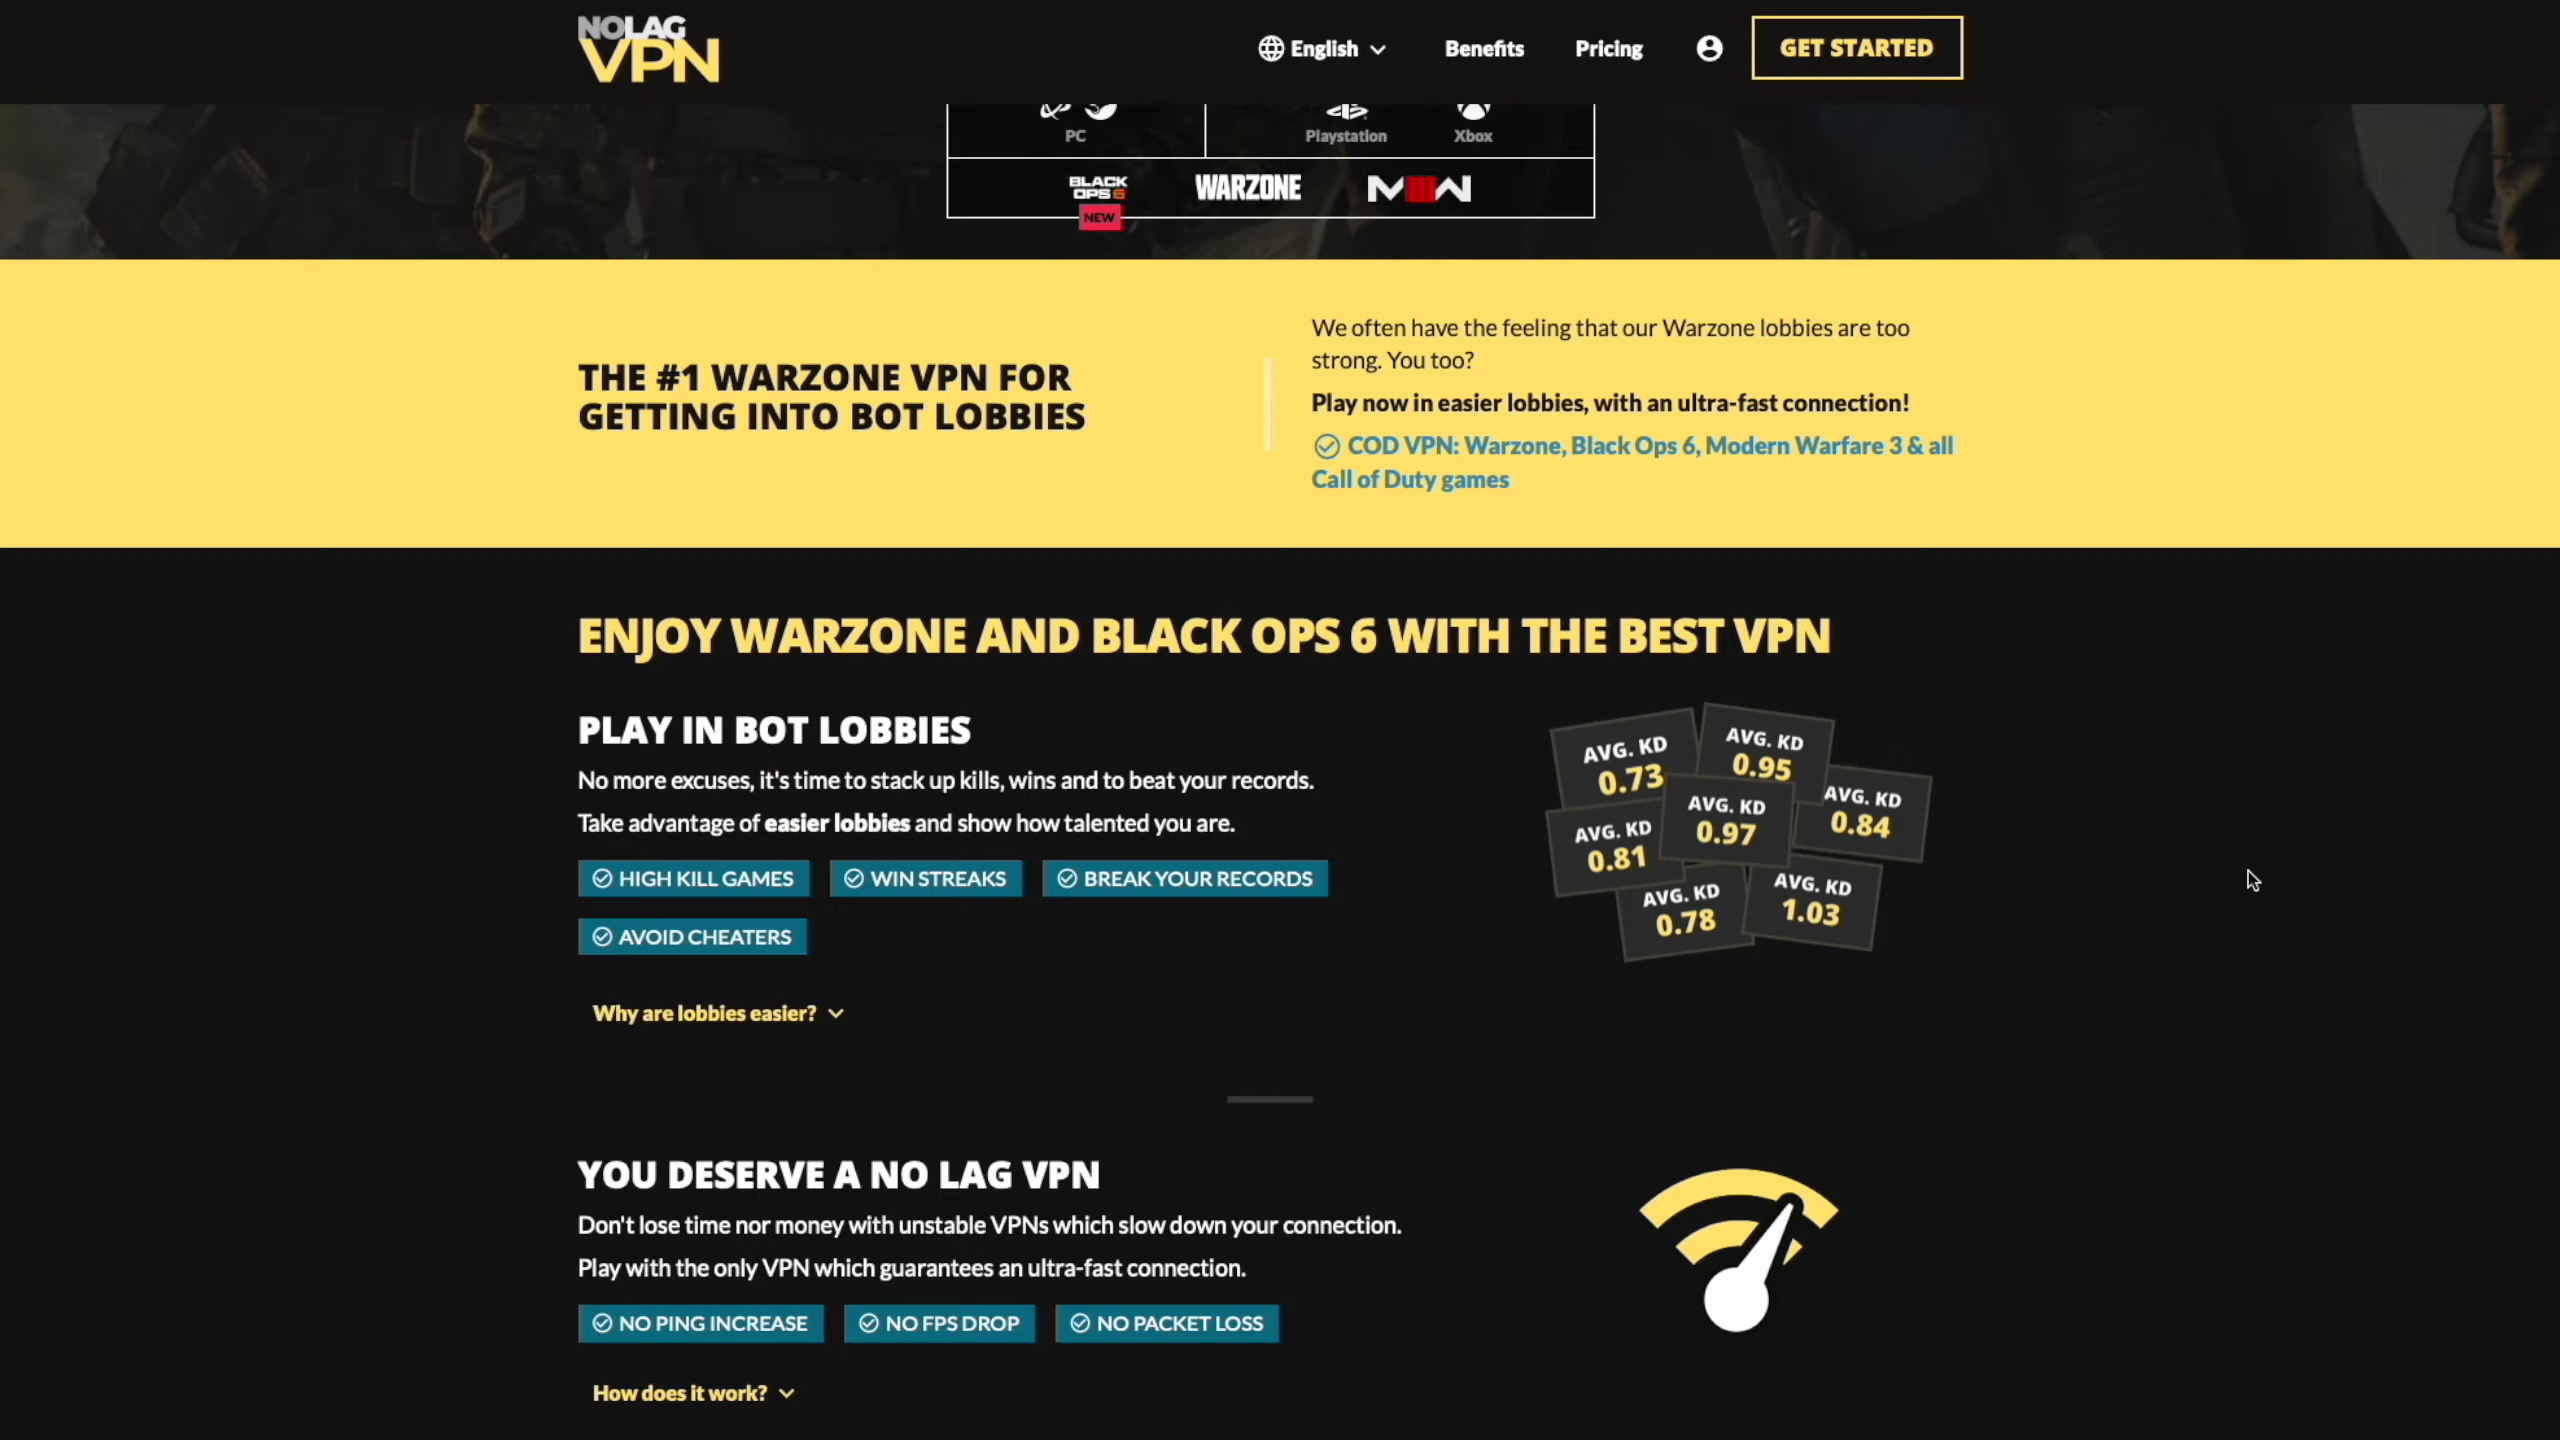 NOLAG
VPN
English
Benefits
Pricing
GET STARTED
PC
Playstation
Xbox
BLACK
OPS 6
NEW
WARZONE
MW
THE #1 WARZONE VPN FOR
GETTING INTO BOT LOBBIES
We often have the feeling that our Warzone lobbies are too
strong. You too?
Play now in easier lobbies, with an ultra-fast connection!
COD VPN: Warzone, Black Ops 6, Modern Warfare 3 & all
Call of Duty games
ENJOY WARZONE AND BLACK OPS 6 WITH THE BEST VPN
PLAY IN BOT LOBBIES
No more excuses, it's time to stack up kills, wins and to beat your records.
Take advantage of easier lobbies and show how talented you are.
HIGH KILL GAMES
WIN STREAKS
BREAK YOUR RECORDS
AVOID CHEATERS
Why are lobbies easier?
AVG. KD
0.73
AVG. KD
0.95
AVG. KD
0.84
AVG. KD
0.97
AVG. KD
0.81
AVG. KD
0.78
AVG. KD
1.03
YOU DESERVE A NO LAG VPN
Don't lose time nor money with unstable VPNs which slow down your connection.
Play with the only VPN which guarantees an ultra-fast connection.
NO PING INCREASE
NO FPS DROP
NO PACKET LOSS
How does it work?